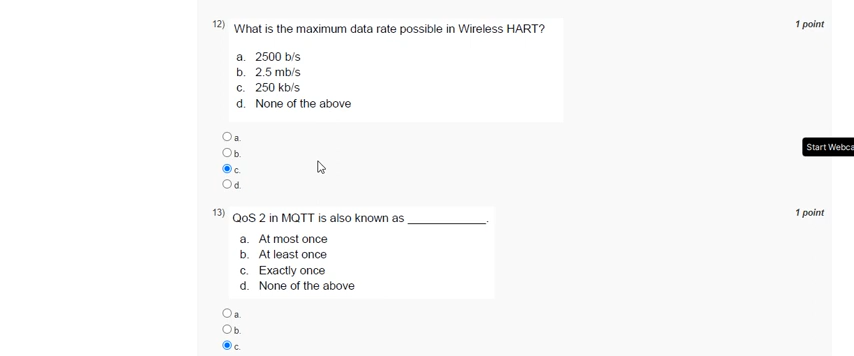 12) What is the maximum data rate possible in Wireless HART? 1 point
a. 2500 b/s
b. 2.5 mb/s
c. 250 kb/s
d. None of the above
a.
b.
Start Webca
c.
d.
13) QoS 2 in MQTT is also known as ____________. 1 point
a. At most once
b. At least once
c. Exactly once
d. None of the above
a.
b.
c.